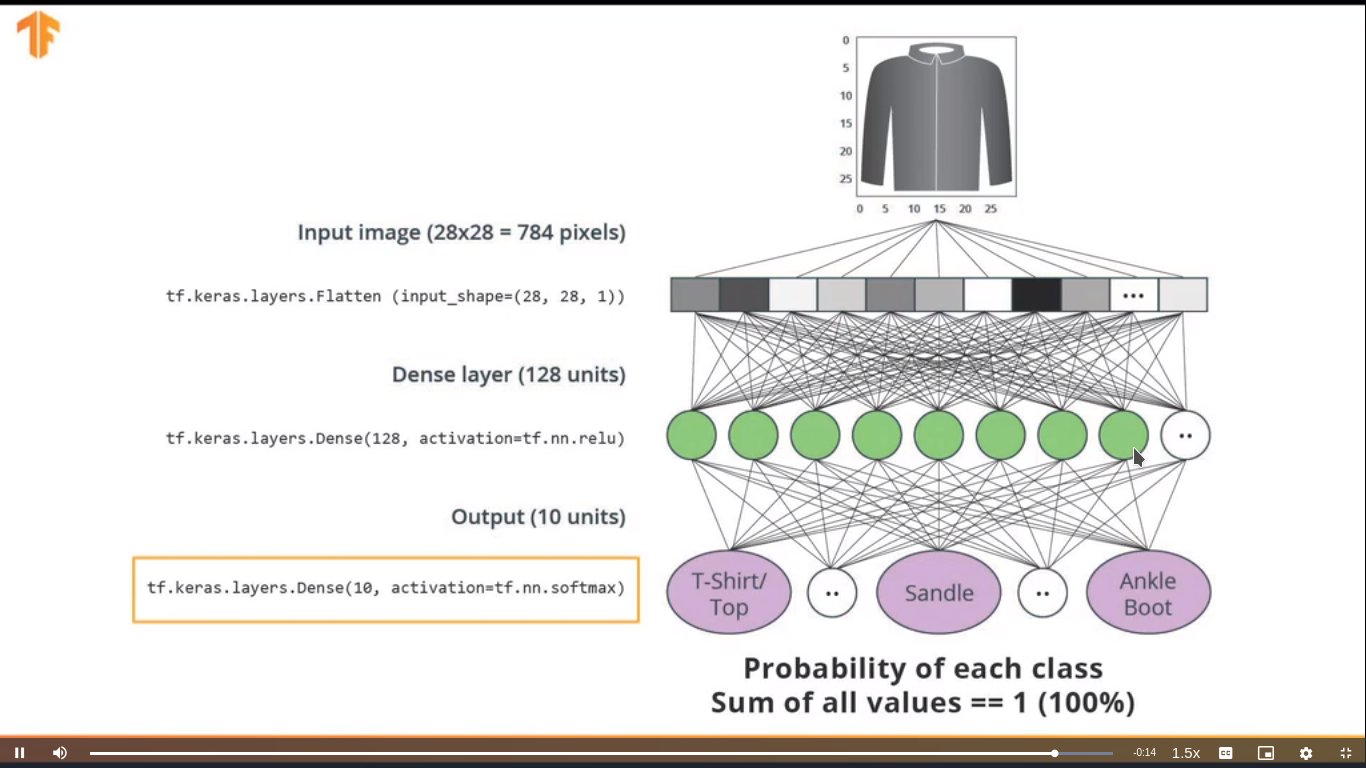 TF
0
5
10
15
20
25
0 5 10 15 20 25
Input image (28x28 = 784 pixels)
tf.keras.layers.Flatten (input_shape=(28, 28, 1))
...
Dense layer (128 units)
tf.keras.layers.Dense(128, activation=tf.nn.relu)
..
Output (10 units)
tf.keras.layers.Dense(10, activation=tf.nn.softmax)
T-Shirt/
Top
..
Sandle
..
Ankle
Boot
Probability of each class
Sum of all values == 1 (100%)
-0:14
1.5x
CC